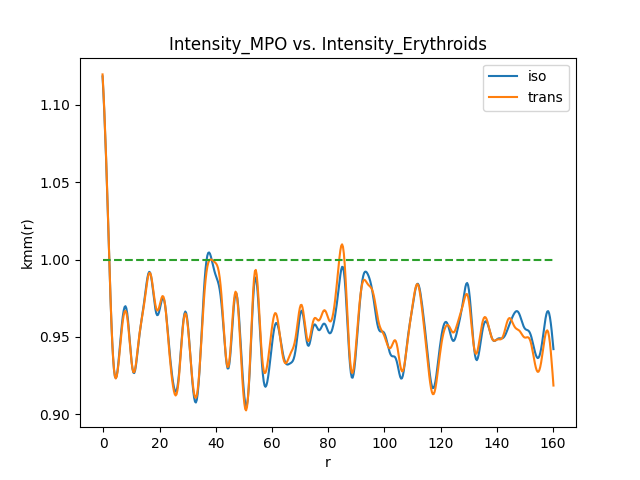 Intensity_MPO vs. Intensity_Erythroids
iso
trans
kmm(r)
1.10
1.05
1.00
0.95
0.90
0 20 40 60 80 100 120 140 160
r